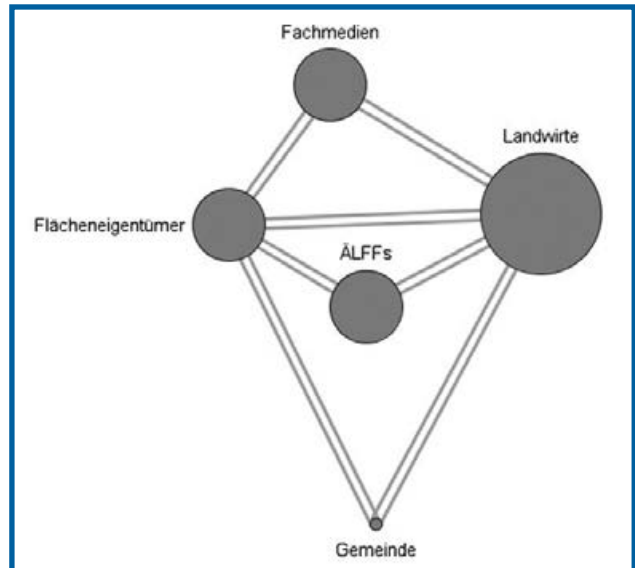 Fachmedien
Landwirte
Flächeneigentümer
ÄLFFs
Gemeinde